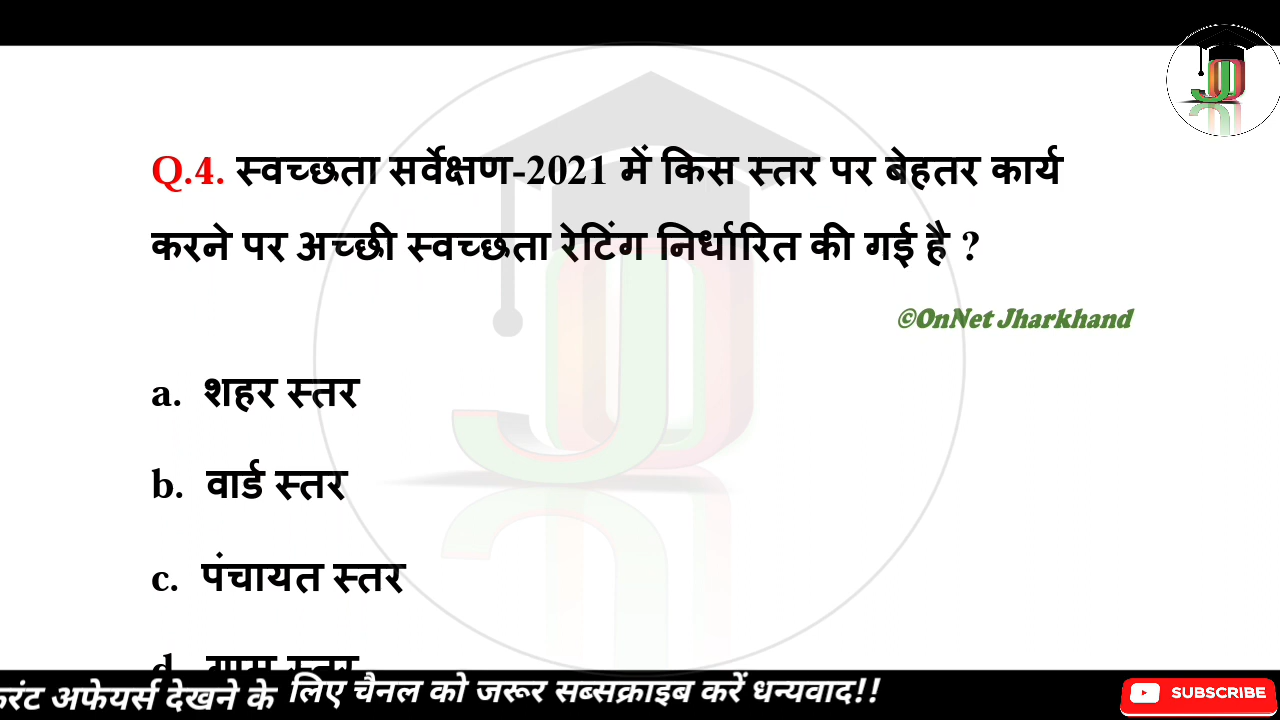 Q.4. स्वच्छता सर्वेक्षण-2021 में किस स्तर पर बेहतर कार्य
करने पर अच्छी स्वच्छता रेटिंग निर्धारित की गई है ?
©OnNet Jharkhand
a. शहर स्तर
b. वार्ड स्तर
c. पंचायत स्तर
d. ग्राम स्तर
अफेयर्स देखने के लिए चैनल को जरूर सब्सक्राइब करें धन्यवाद!!
SUBSCRIBE